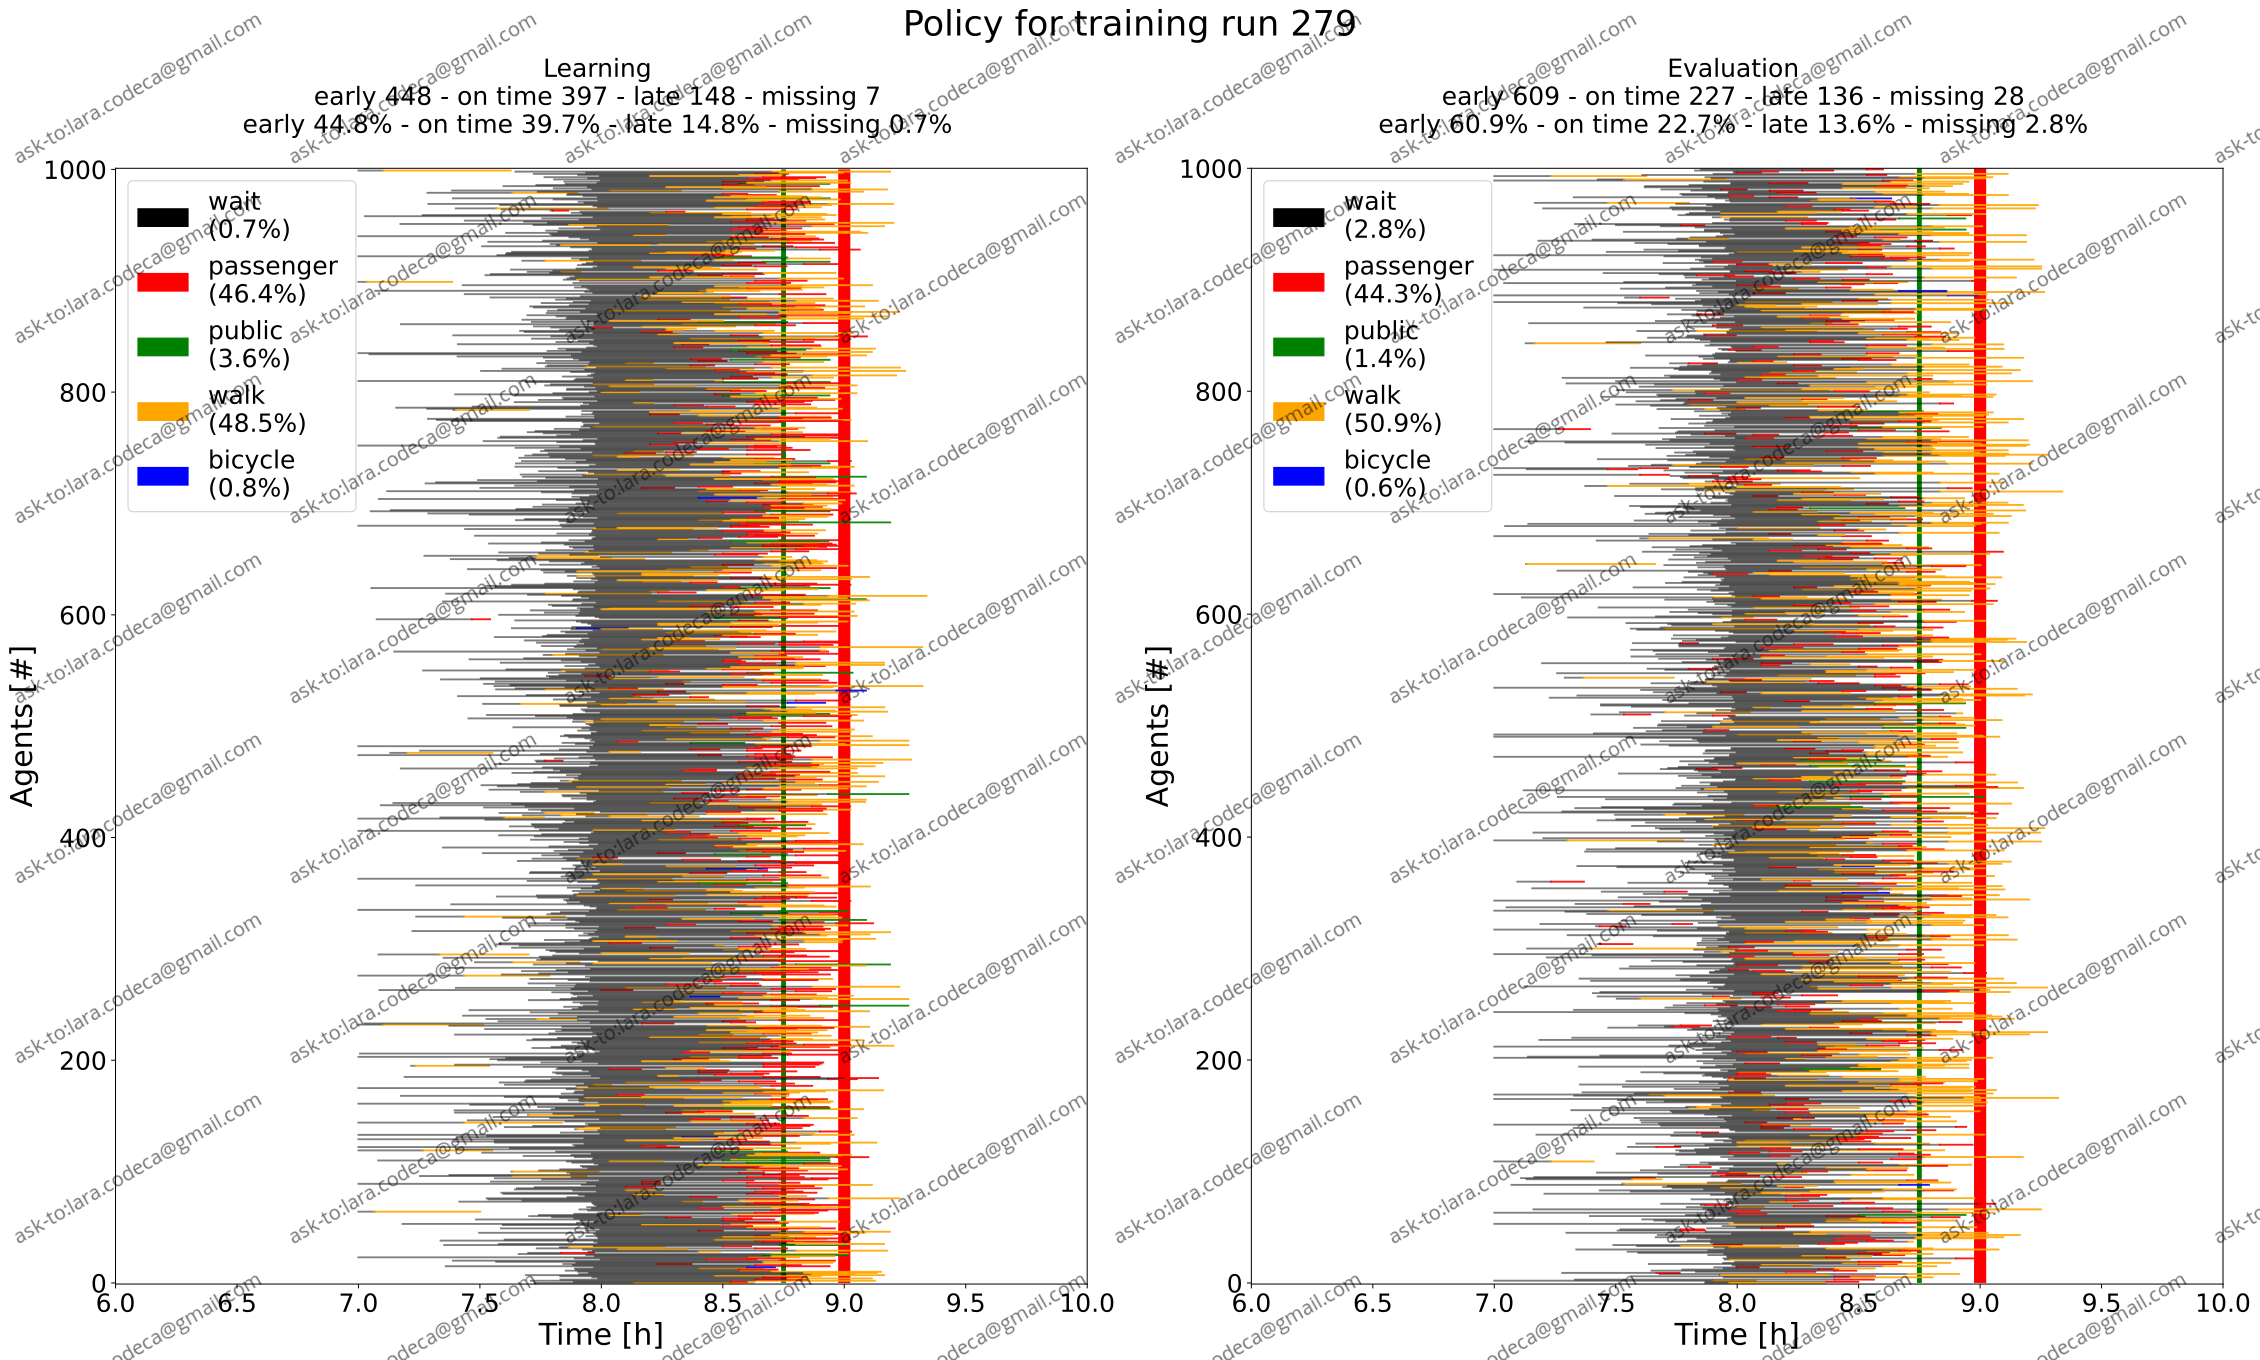 Policy for training run 279
Learning
early 448 - on time 397 - late 148 - missing 7
early 44.8% - on time 39.7% - late 14.8% - missing 0.7%
1000
800
600
400
200
0
Agents [#]
wait
(0.7%)
passenger
(46.4%)
public
(3.6%)
walk
(48.5%)
bicycle
(0.8%)
6.0 6.5 7.0 7.5 8.0 8.5 9.0 9.5 10.0
Time [h]
Evaluation
early 609 - on time 227 - late 136 - missing 28
early 60.9% - on time 22.7% - late 13.6% - missing 2.8%
1000
800
600
400
200
0
Agents [#]
wait
(2.8%)
passenger
(44.3%)
public
(1.4%)
walk
(50.9%)
bicycle
(0.6%)
6.0 6.5 7.0 7.5 8.0 8.5 9.0 9.5 10.0
Time [h]
ask-to:lara.codeca@gmail.com